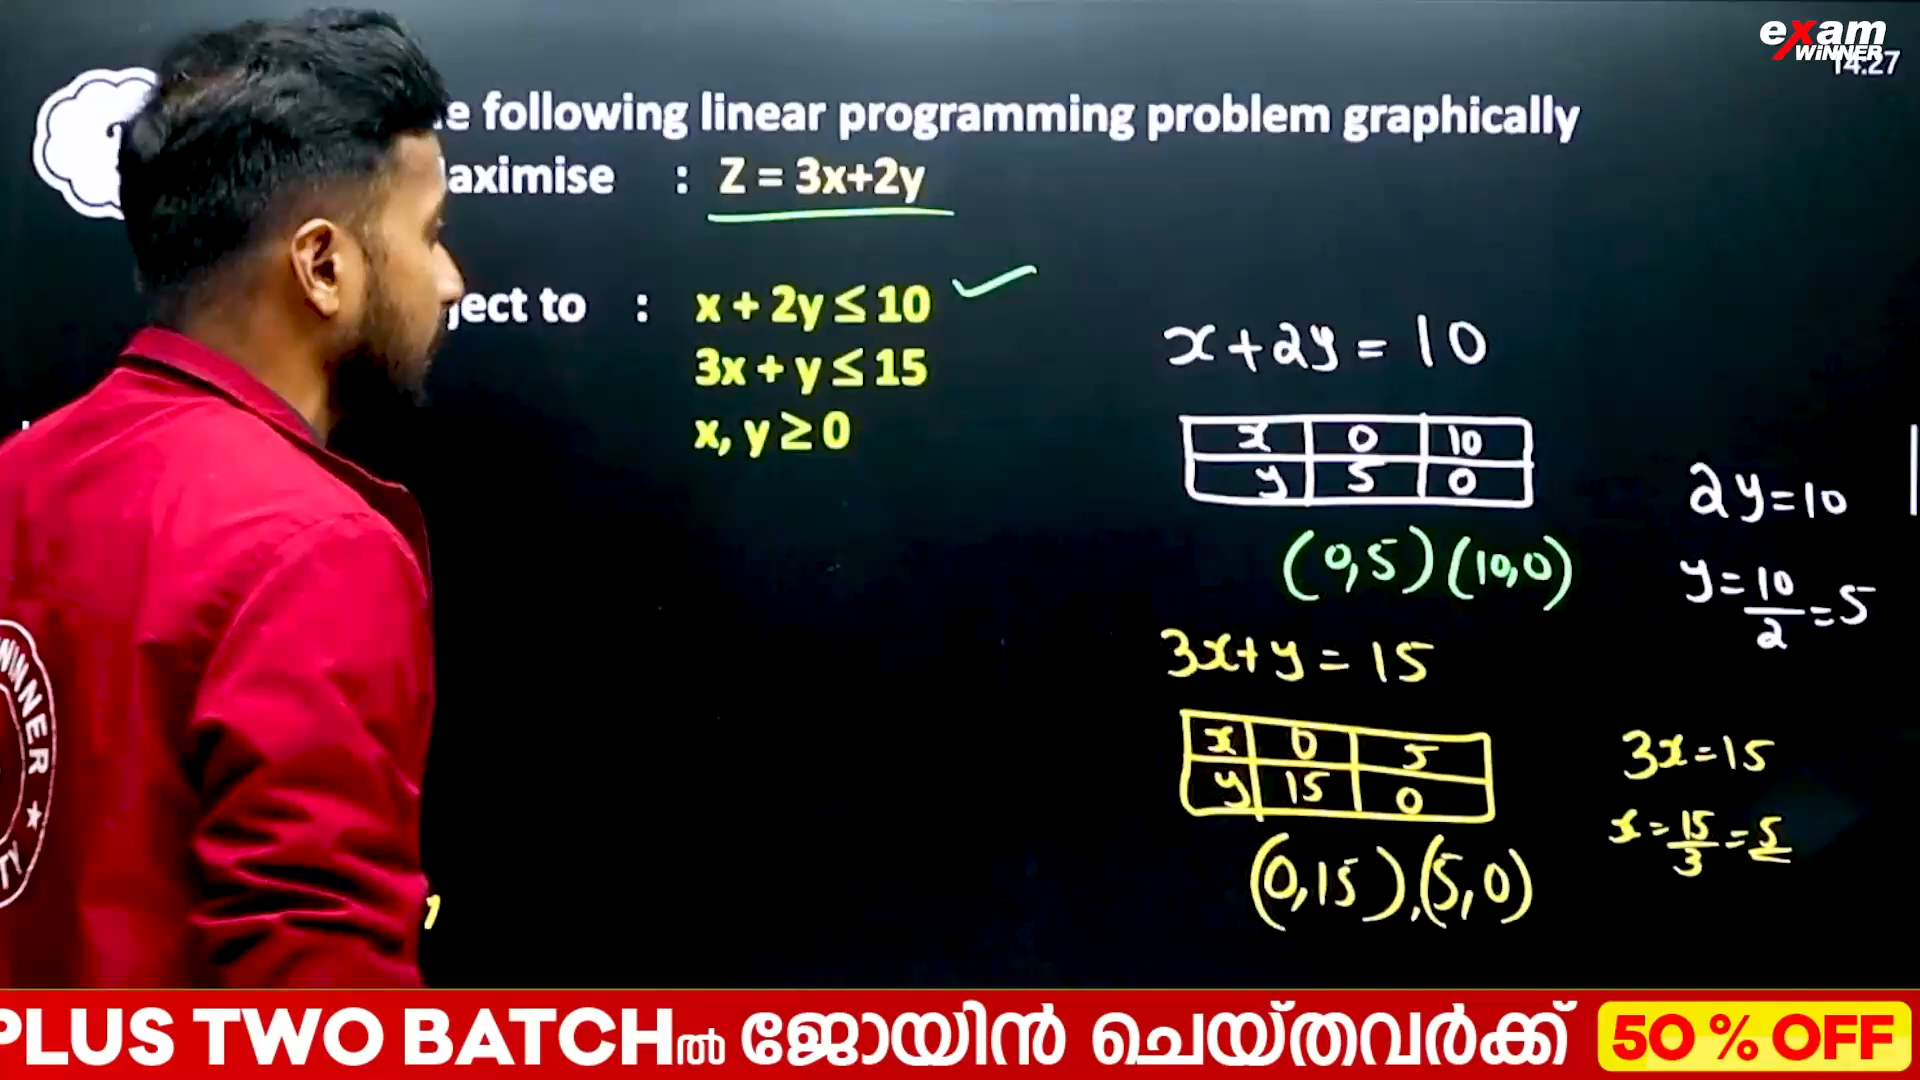 exam
WiNNER
14:27
e following linear programming problem graphically
aximise : Z = 3x+2y
ject to : x + 2y ≤ 10
3x + y ≤ 15
x, y ≥ 0
x + 2y = 10
x 0 10
y 5 0
(0,5) (10,0)
2y = 10
y = 10/2 = 5
3x + y = 15
x 0 5
y 15 0
(0,15), (5,0)
3x = 15
x = 15/3 = 5
WINNER ★
PLUS TWO BATCHൽ ജോയിൻ ചെയ്തവർക്ക് 50 % OFF